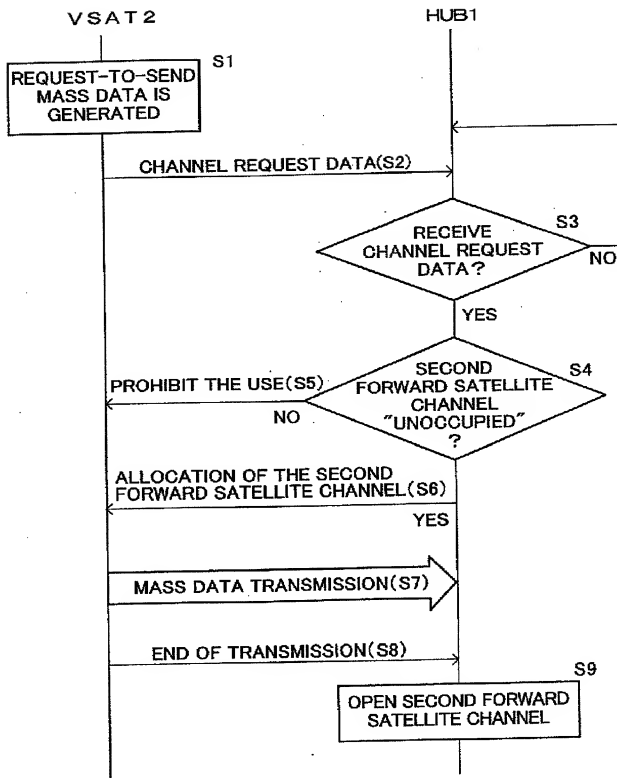 VSAT2
HUB1
REQUEST-TO-SEND
MASS DATA IS
GENERATED
S1
CHANNEL REQUEST DATA(S2)
RECEIVE
CHANNEL REQUEST
DATA?
S3
NO
YES
SECOND
FORWARD SATELLITE
CHANNEL
"UNOCCUPIED"
?
S4
PROHIBIT THE USE(S5)
NO
ALLOCATION OF THE SECOND
FORWARD SATELLITE CHANNEL(S6)
YES
MASS DATA TRANSMISSION(S7)
END OF TRANSMISSION(S8)
S9
OPEN SECOND FORWARD
SATELLITE CHANNEL